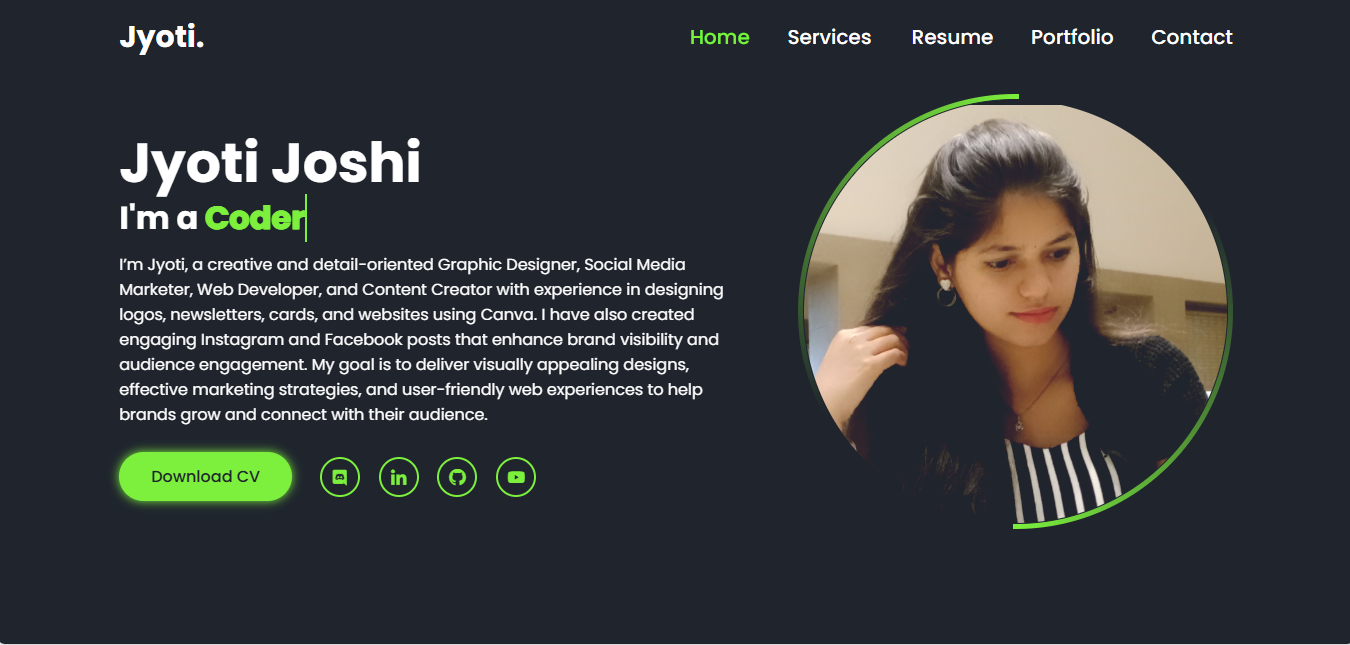 Jyoti.
Home Services Resume Portfolio Contact
Jyoti Joshi
I'm a Coder
I’m Jyoti, a creative and detail-oriented Graphic Designer, Social Media
Marketer, Web Developer, and Content Creator with experience in designing
logos, newsletters, cards, and websites using Canva. I have also created
engaging Instagram and Facebook posts that enhance brand visibility and
audience engagement. My goal is to deliver visually appealing designs,
effective marketing strategies, and user-friendly web experiences to help
brands grow and connect with their audience.
Download CV
in